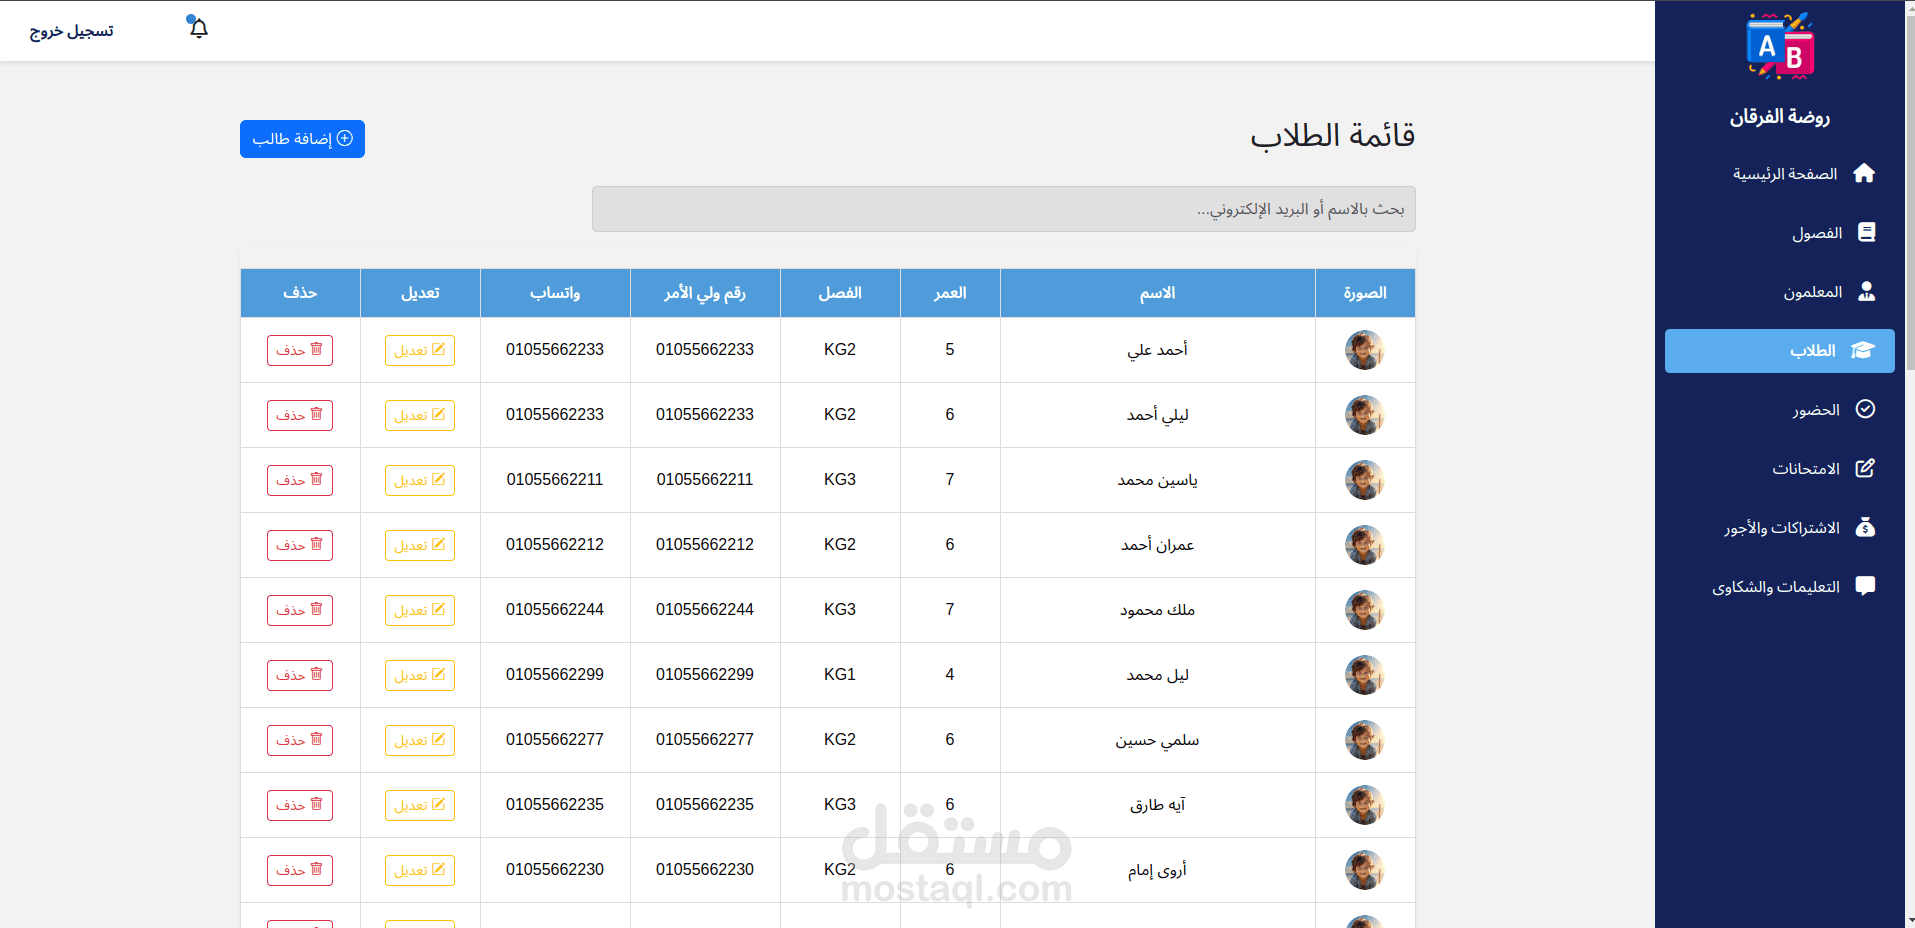 تسجيل خروج
A
B
روضة الفرقان
الصفحة الرئيسية
الفصول
المعلمون
الطلاب
الحضور
الامتحانات
الاشتراكات والأجور
التعليمات والشكاوى
قائمة الطلاب
إضافة طالب
بحث بالاسم أو البريد الإلكتروني...
الصورة الاسم العمر الفصل رقم ولي الأمر واتساب تعديل حذف
أحمد علي 5 KG2 01055662233 01055662233 تعديل حذف
ليلي أحمد 6 KG2 01055662233 01055662233 تعديل حذف
ياسين محمد 7 KG3 01055662211 01055662211 تعديل حذف
عمران أحمد 6 KG2 01055662212 01055662212 تعديل حذف
ملك محمود 7 KG3 01055662244 01055662244 تعديل حذف
ليل محمد 4 KG1 01055662299 01055662299 تعديل حذف
سلمي حسين 6 KG2 01055662277 01055662277 تعديل حذف
آيه طارق 6 KG3 01055662235 01055662235 تعديل حذف
أروى إمام 6 KG2 01055662230 01055662230 تعديل حذف
مستقل
mostaql.com